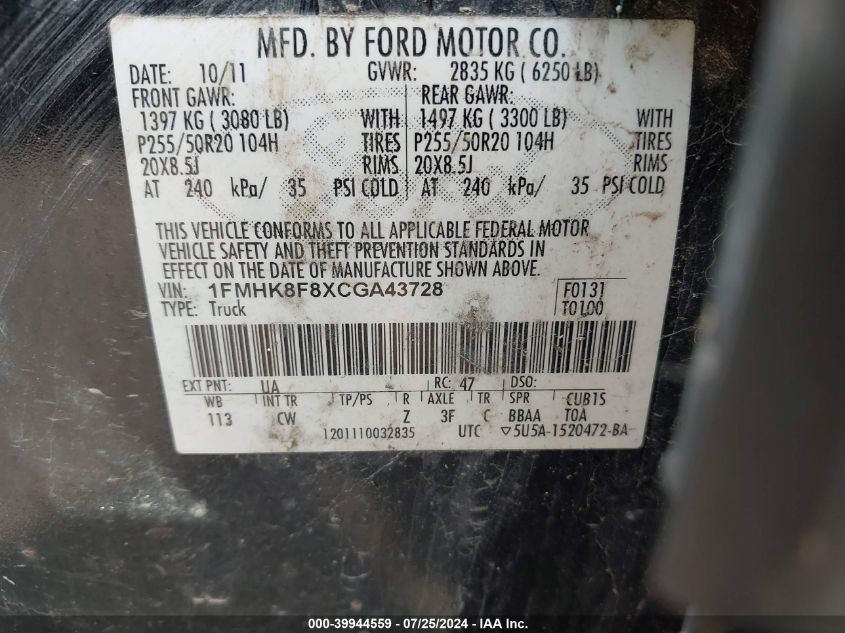 MFD. BY FORD MOTOR CO.
DATE: 10/11 GVWR: 2835 KG ( 6250 LB)
FRONT GAWR: REAR GAWR:
1397 KG ( 3080 LB) WITH 1497 KG ( 3300 LB) WITH
P255/50R20 104H TIRES P255/50R20 104H TIRES
20X8.5J RIMS 20X8.5J RIMS
AT 240 kPa/ 35 PSI COLD AT 240 kPa/ 35 PSI COLD
THIS VEHICLE CONFORMS TO ALL APPLICABLE FEDERAL MOTOR
VEHICLE SAFETY AND THEFT PREVENTION STANDARDS IN
EFFECT ON THE DATE OF MANUFACTURE SHOWN ABOVE.
VIN: 1FMHK8F8XCGA43728 F0131
TYPE: Truck T0100
EXT PNT: UA RC: 47 DSO:
WB INT TR TP/PS R AXLE TR SPR CUB1S
113 CW Z 3F C BBAA TOA
1201110032835 UTC ▽5U5A-1520472-BA
000-39944559 / 07/25/2024 - IAA Inc.